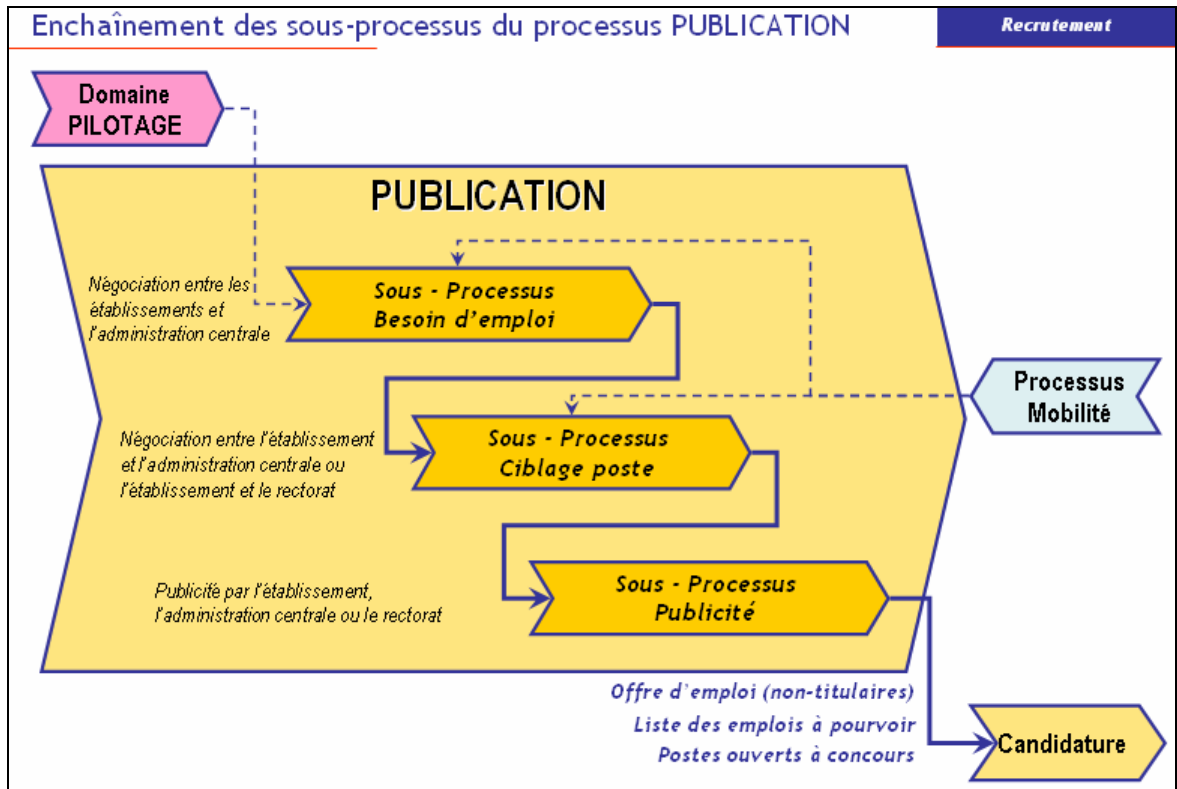 Enchaînement des sous-processus du processus PUBLICATION
Recrutement
Domaine
PILOTAGE
PUBLICATION
Négociation entre les
établissements et
l'administration centrale
Sous - Processus
Besoin d'emploi
Processus
Mobilité
Négociation entre l'établissement
et l'administration centrale ou
l'établissement et le rectorat
Sous - Processus
Ciblage poste
Publicité par l'établissement,
l'administration centrale ou le rectorat
Sous - Processus
Publicité
Offre d'emploi (non-titulaires)
Liste des emplois à pourvoir
Postes ouverts à concours
Candidature